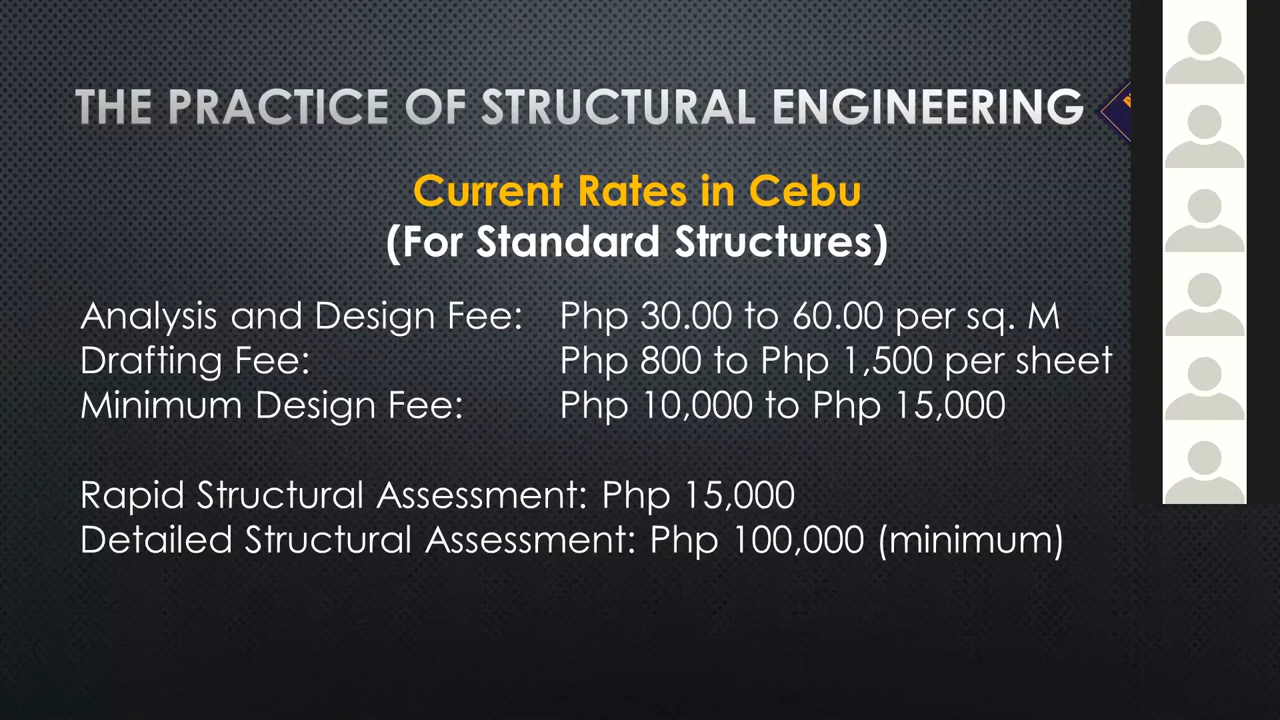 THE PRACTICE OF STRUCTURAL ENGINEERING
Current Rates in Cebu
(For Standard Structures)
Analysis and Design Fee: Php 30.00 to 60.00 per sq. M
Drafting Fee: Php 800 to Php 1,500 per sheet
Minimum Design Fee: Php 10,000 to Php 15,000
Rapid Structural Assessment: Php 15,000
Detailed Structural Assessment: Php 100,000 (minimum)